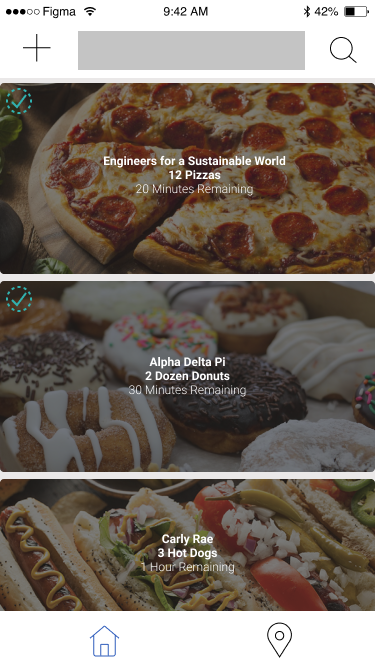 Figma 9:42 AM 42%
Engineers for a Sustainable World
12 Pizzas
20 Minutes Remaining
Alpha Delta Pi
2 Dozen Donuts
30 Minutes Remaining
Carly Rae
3 Hot Dogs
1 Hour Remaining